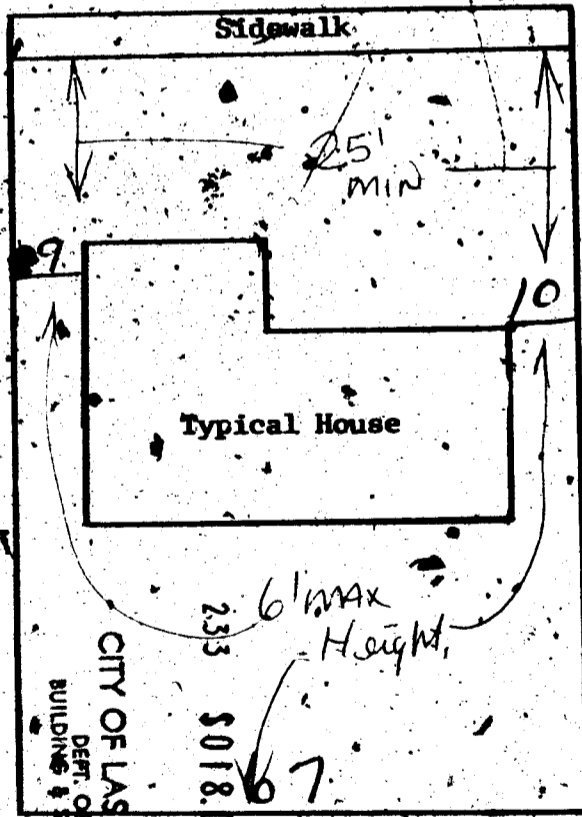 Sidewalk
25'
MIN
9
10
Typical House
6' MAX
Height.
67
233 $018.
CITY OF LAS
DEPT. O
BUILDING &